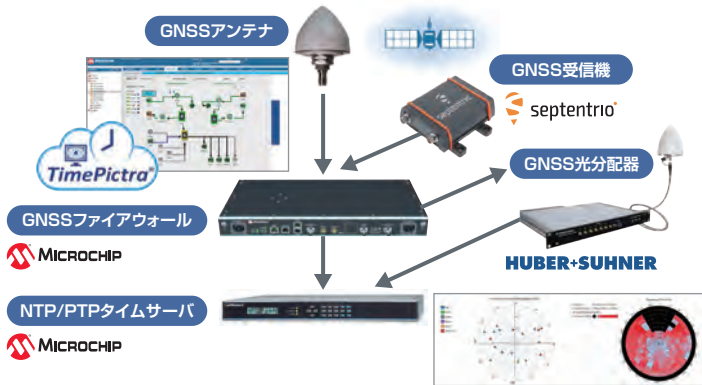 GNSSアンテナ
GNSS受信機
septentrio
TimePictra®
GNSS光分配器
GNSSファイアウォール
MICROCHIP
HUBER+SUHNER
NTP/PTPタイムサーバ
MICROCHIP